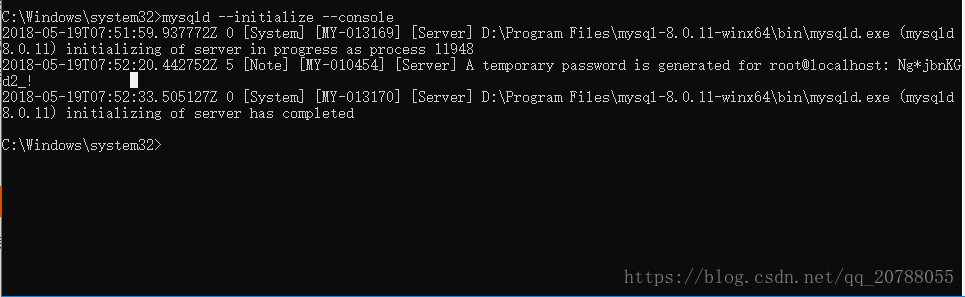 C:\Windows\system32>mysqld --initialize --console
2018-05-19T07:51:59.937772Z 0 [System] [MY-013169] [Server] D:\Program Files\mysql-8.0.11-winx64\bin\mysqld.exe (mysqld
8.0.11) initializing of server in progress as process 11948
2018-05-19T07:52:20.442752Z 5 [Note] [MY-010454] [Server] A temporary password is generated for root@localhost: Ng*jbnKG
d2_!
2018-05-19T07:52:33.505127Z 0 [System] [MY-013170] [Server] D:\Program Files\mysql-8.0.11-winx64\bin\mysqld.exe (mysqld
8.0.11) initializing of server has completed
C:\Windows\system32>
https://blog.csdn.net/qq_20788055